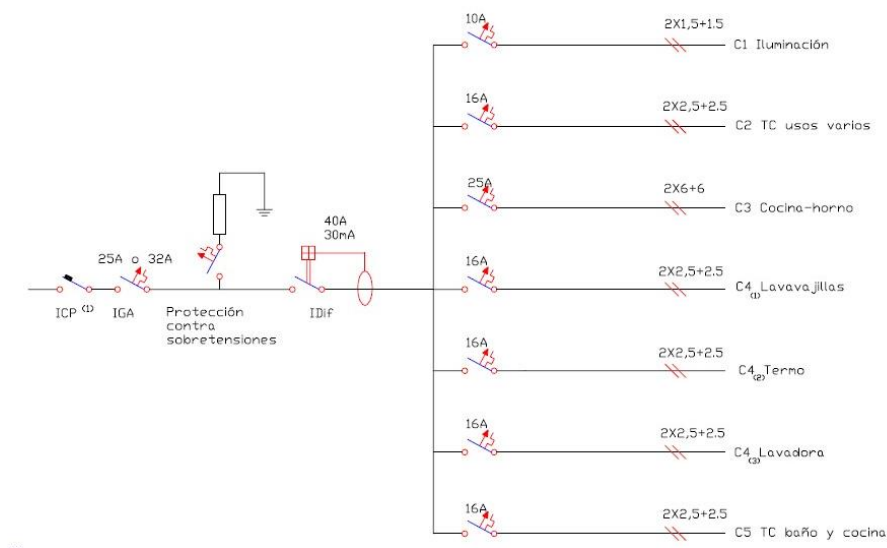 10A
2X1,5+1.5
C1 Iluminación
16A
2X2,5+2.5
C2 TC usos varios
25A
2X6+6
C3 Cocina-horno
40A
30mA
25A o 32A
ICP (1)
IGA
Protección
contra
sobretensiones
IDif
16A
2X2,5+2.5
C4(1) Lavavajillas
16A
2X2,5+2.5
C4(2) Termo
16A
2X2,5+2.5
C4(3) Lavadora
16A
2X2,5+2.5
C5 TC baño y cocina